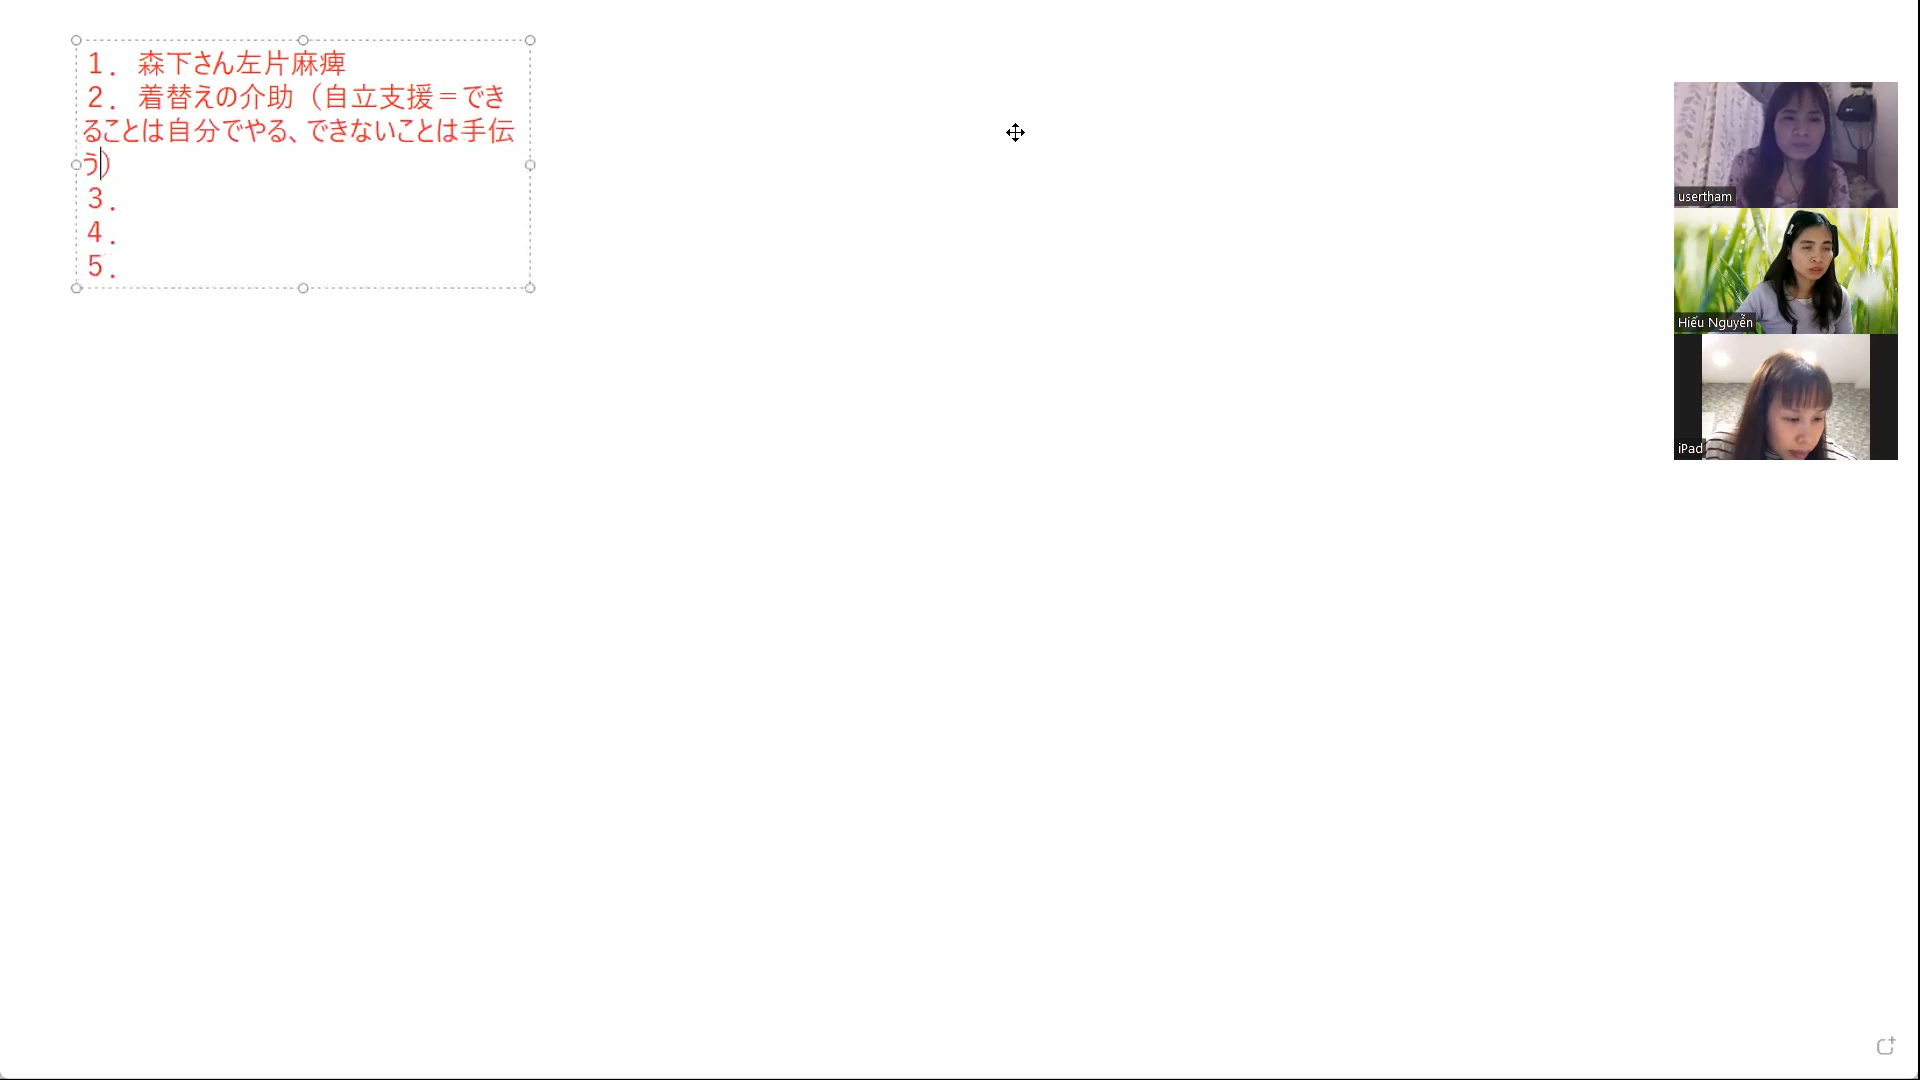 １．森下さん左片麻痺
２．着替えの介助（自立支援＝でき
ることは自分でやる、できないことは手伝
う）
３．
４．
５．
usertham
Hiếu Nguyễn
iPad